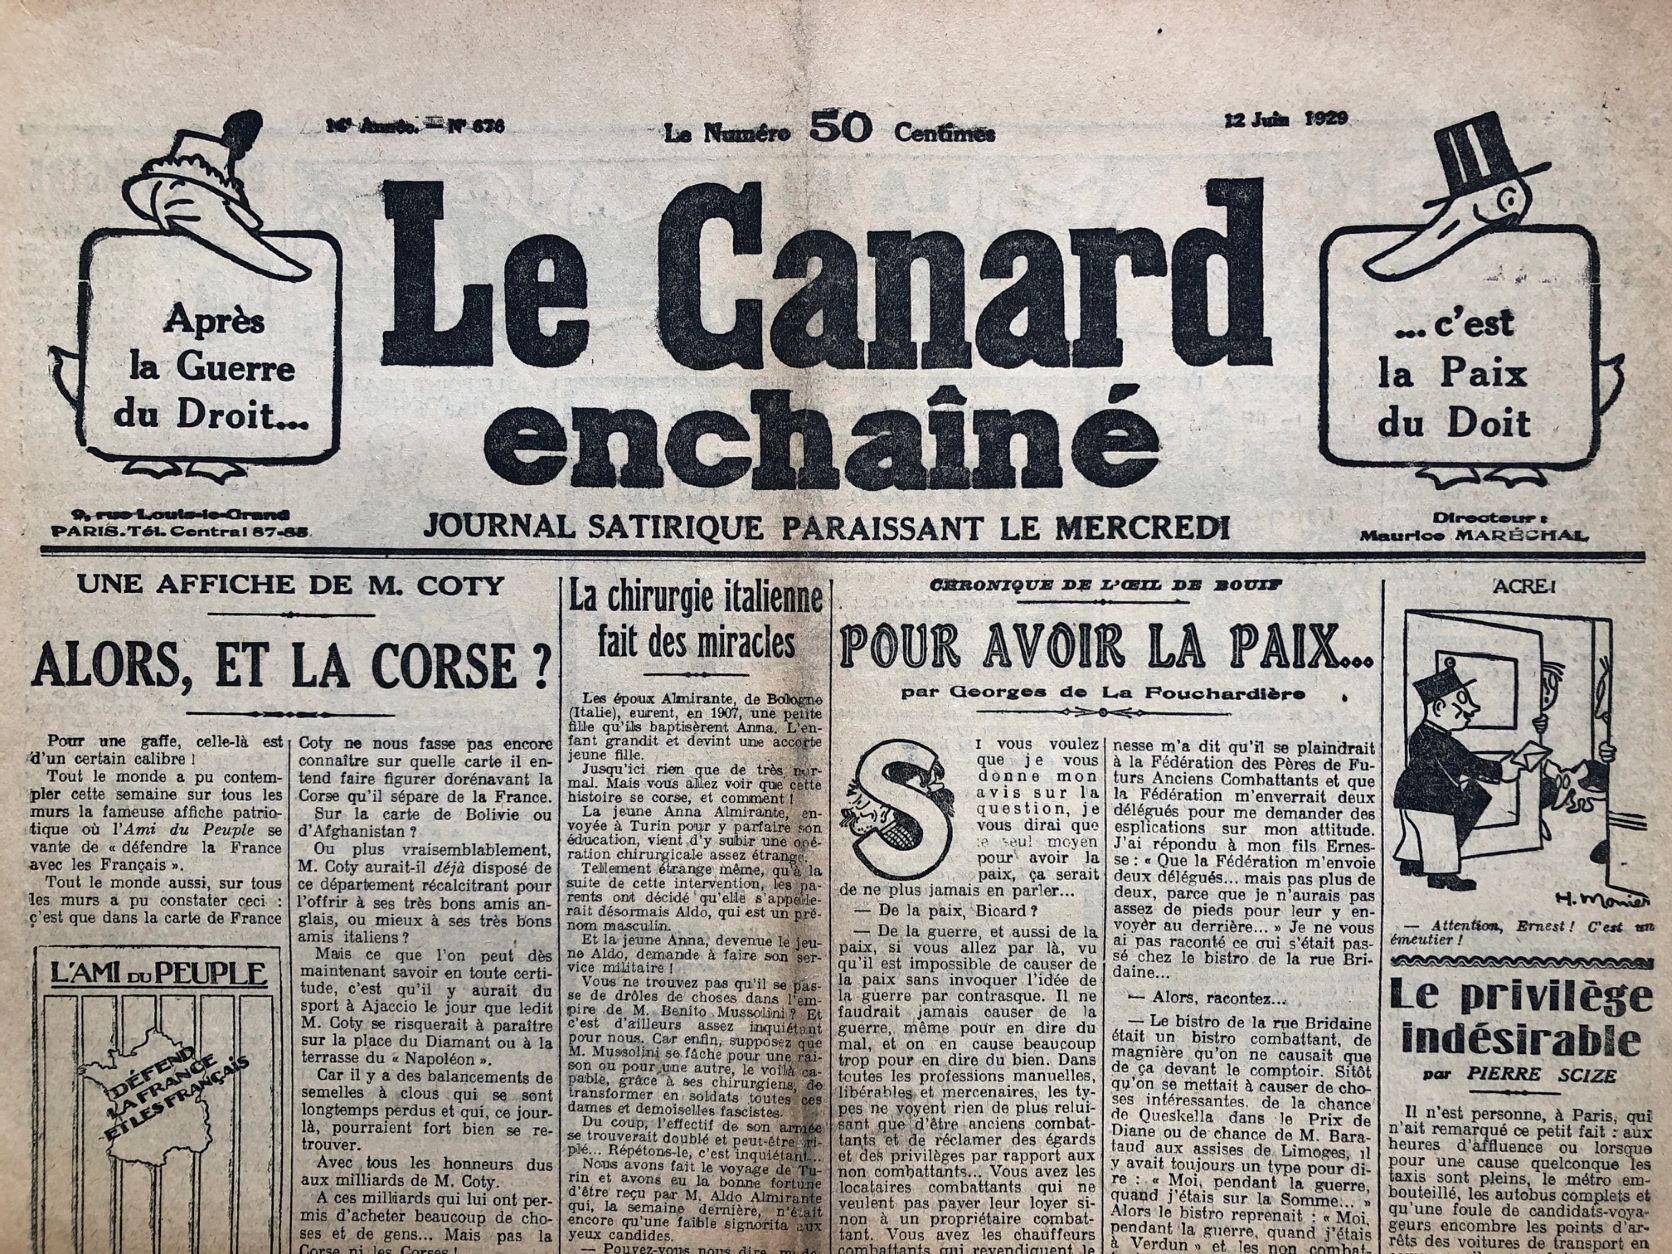 16e Année. — N° 676
Le Numéro 50 Centimes
12 Juin 1929
Le Canard
enchaîné
Après
la Guerre
du Droit...
...c'est
la Paix
du Doit
9, rue Louis-le-Grand
PARIS. Tél. Central 87-85
JOURNAL SATIRIQUE PARAISSANT LE MERCREDI
Directeur :
Maurice MARÉCHAL
UNE AFFICHE DE M. COTY
ALORS, ET LA CORSE ?
Pour une gaffe, celle-là est
d'un certain calibre !
Tout le monde a pu contem-
pler cette semaine sur tous les
murs la fameuse affiche patrio-
tique où l'Ami du Peuple se
vante de « défendre la France
avec les Français ».
Tout le monde aussi, sur tous
les murs a pu constater ceci :
c'est que dans la carte de France
L'AMI DU PEUPLE
DÉFEND
LA FRANCE
ET LES FRANÇAIS
Coty ne nous fasse pas encore
connaître sur quelle carte il en-
tend faire figurer dorénavant la
Corse qu'il sépare de la France.
Sur la carte de Bolivie ou
d'Afghanistan ?
Ou plus vraisemblablement,
M. Coty aurait-il déjà disposé de
ce département récalcitrant pour
l'offrir à ses très bons amis an-
glais, ou mieux à ses très bons
amis italiens ?
Mais ce que l'on peut dès
maintenant savoir en toute certi-
tude, c'est qu'il y aurait du
sport à Ajaccio le jour que ledit
M. Coty se risquerait à paraître
sur la place du Diamant ou à la
terrasse du « Napoléon ».
Car il y a des balancements de
semelles à clous qui se sont
longtemps perdus et qui, ce jour-
là, pourraient fort bien se re-
trouver.
Avec tous les honneurs dus
aux milliards de M. Coty.
A ces milliards qui lui ont per-
mis d'acheter beaucoup de cho-
ses et de gens... Mais pas la
Corse ni les Corses !
La chirurgie italienne
fait des miracles
Les époux Almirante, de Bologne
(Italie), eurent, en 1907, une petite
fille qu'ils baptisèrent Anna. L'en-
fant grandit et devint une accorte
jeune fille.
Jusqu'ici rien que de très nor-
mal. Mais vous allez voir que cette
histoire se corse, et comment !
La jeune Anna Almirante, en-
voyée à Turin pour y parfaire son
éducation, vient d'y subir une opé-
ration chirurgicale assez étrange.
Tellement étrange même, qu'à la
suite de cette intervention, les pa-
rents ont décidé qu'elle s'appelle-
rait désormais Aldo, qui est un pré-
nom masculin.
Et la jeune Anna, devenue le jeu-
ne Aldo, demande à faire son ser-
vice militaire !
Vous ne trouvez pas qu'il se pas-
se de drôles de choses dans l'em-
pire de M. Benito Mussolini ? Et
c'est d'ailleurs assez inquiétant
pour nous. Car enfin, supposez que
M. Mussolini se fâche pour une rai-
son ou pour une autre, le voilà ca-
pable, grâce à ses chirurgiens, de
transformer en soldats toutes ces
dames et demoiselles fascistes.
Du coup, l'effectif de son armée
se trouverait doublé et peut-être tri-
plé... Répétons-le, c'est inquiétant...
Nous avons fait le voyage de Tu-
rin et avons eu la bonne fortune
d'être reçu par M. Aldo Almirante
qui, la semaine dernière, n'était
encore qu'une faible signorita aux
yeux candides.
— Pouvez-vous nous dire, m
CHRONIQUE DE L'ŒIL DE BOUIF
POUR AVOIR LA PAIX...
par Georges de La Fouchardière
SI vous voulez
que je vous
donne mon
avis sur la
question, je
vous dirai que
le seul moyen
pour avoir la
paix, ça serait
de ne plus jamais en parler...
— De la paix, Bicard ?
— De la guerre, et aussi de la
paix, si vous allez par là, vu
qu'il est impossible de causer de
la paix sans invoquer l'idée de
la guerre par contrasque. Il ne
faudrait jamais causer de la
guerre, même pour en dire du
mal, et on en cause beaucoup
trop pour en dire du bien. Dans
toutes les professions manuelles,
libérables et mercenaires, les ty-
pes ne voyent rien de plus relui-
sant que d'être anciens combat-
tants et de réclamer des égards
et des privilèges par rapport aux
non combattants... Vous avez les
locataires combattants qui ne
veulent pas payer leur loyer si-
non à un propriétaire combat-
tant. Vous avez les chauffeurs
combattants qui revendiquent le
nesse m'a dit qu'il se plaindrait
à la Fédération des Pères de Fu-
turs Anciens Combattants et que
la Fédération m'enverrait deux
délégués pour me demander des
esplications sur mon attitude.
J'ai répondu à mon fils Ernes-
se : « Que la Fédération m'envoie
deux délégués... mais pas plus de
deux, parce que je n'aurais pas
assez de pieds pour leur y en-
voyer au derrière... » Je ne vous
ai pas raconté ce qui s'était pas-
sé chez le bistro de la rue Bri-
daine...
— Alors, racontez...
— Le bistro de la rue Bridaine
était un bistro combattant, de
magnière qu'on ne causait que
de ça devant le comptoir. Sitôt
qu'on se mettait à causer de cho-
ses intéressantes, de la chance
de Queskella dans le Prix de
Diane ou de chance de M. Bara-
taud aux assises de Limoges, il
y avait toujours un type pour di-
re : « Moi, pendant la guerre,
quand j'étais sur la Somme... »
Alors le bistro reprenait : « Moi,
pendant la guerre, quand j'étais
à Verdun » et les non combat-
ACRE !
H. Monier
— Attention, Ernest ! C'est un
émeutier !
Le privilège
indésirable
par PIERRE SCIZE
Il n'est personne, à Paris, qui
n'ait remarqué ce petit fait : aux
heures d'affluence ou lorsque
pour une cause quelconque les
taxis sont pleins, le métro em-
bouteillé, les autobus complets et
qu'une foule de candidats-voya-
geurs encombre les points d'ar-
rêts des voitures de transport en